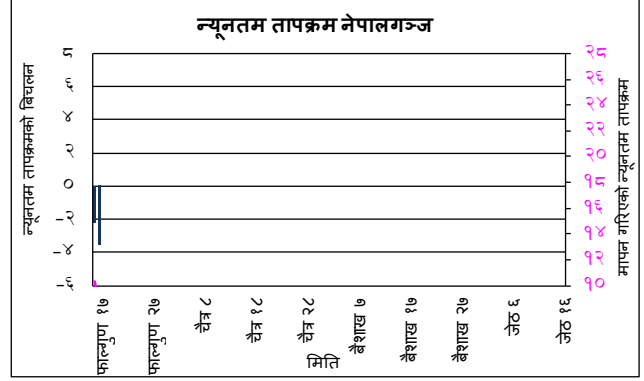 न्यूनतम तापक्रम नेपालगञ्ज
न्यूनतम तापक्रमको बिचलन
८
६
४
२
०
-२
-४
-६
२८
२६
२४
२२
२०
१८
१६
१४
१२
१०
मापन गरिएको न्यूनतम तापक्रम
फाल्गुण १७
फाल्गुण २७
चैत्र ८
चैत्र १८
चैत्र २८
बैशाख ७
बैशाख १७
बैशाख २७
जेठ ६
जेठ १६
मिति